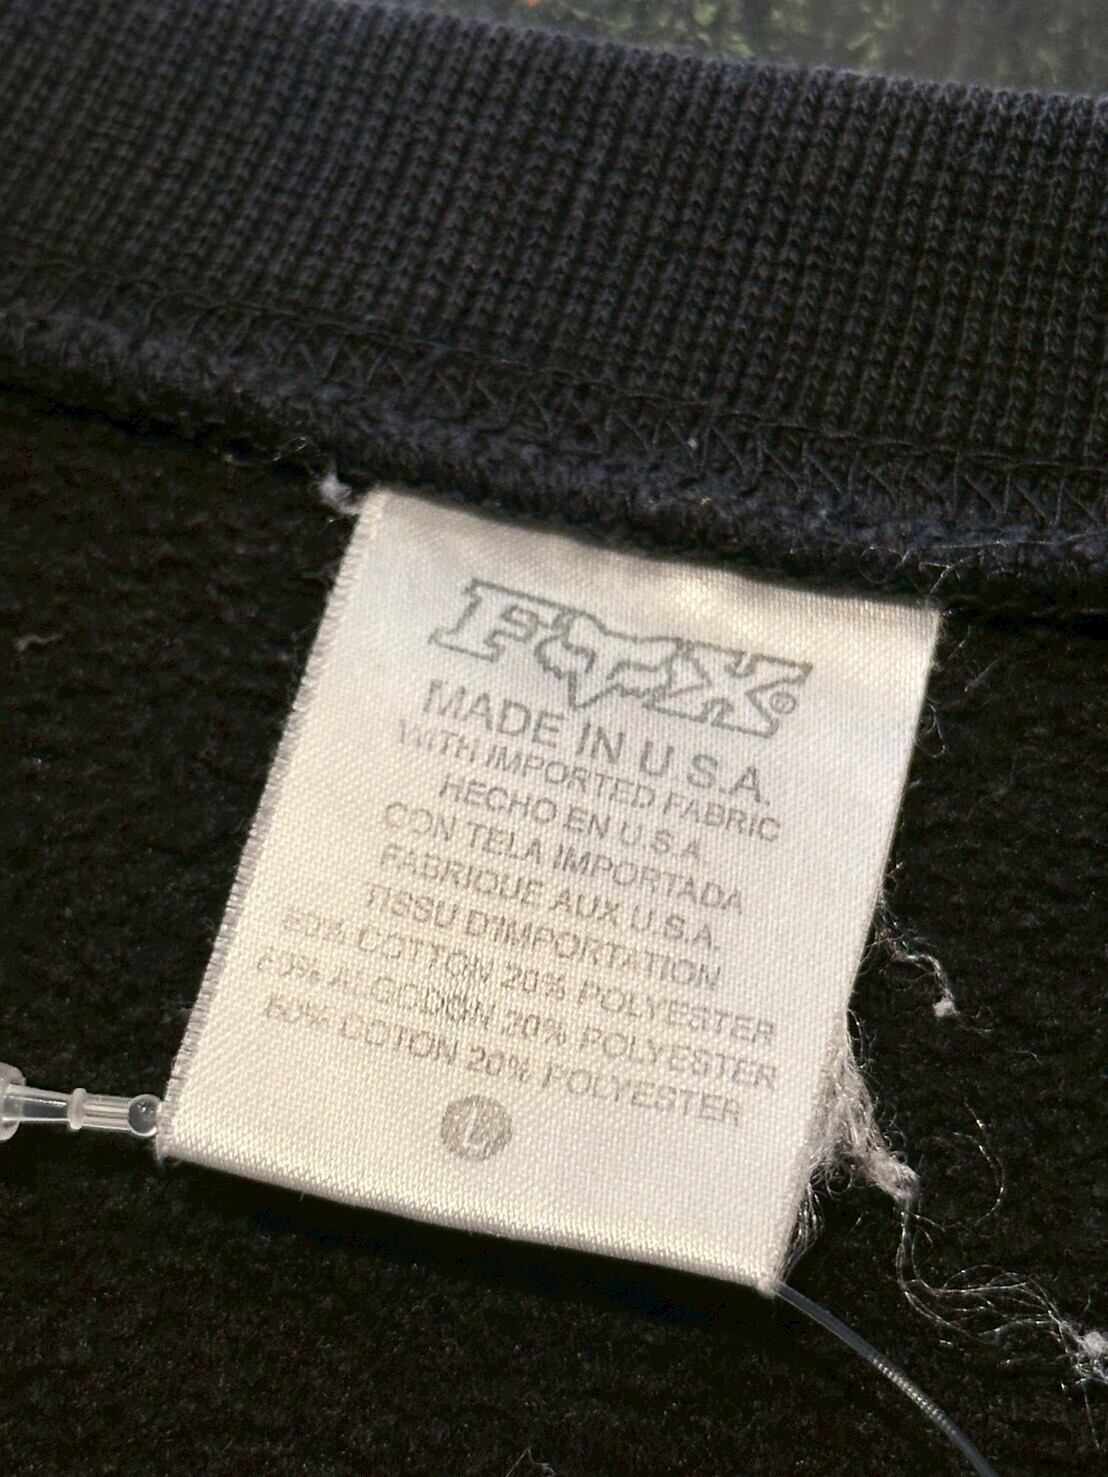 FOX®
MADE IN U.S.A.
WITH IMPORTED FABRIC
HECHO EN U.S.A.
CON TELA IMPORTADA
FABRIQUE AUX U.S.A.
TISSU D'IMPORTATION
80% COTTON 20% POLYESTER
80% ALGODON 20% POLYESTER
80% COTON 20% POLYESTER
L